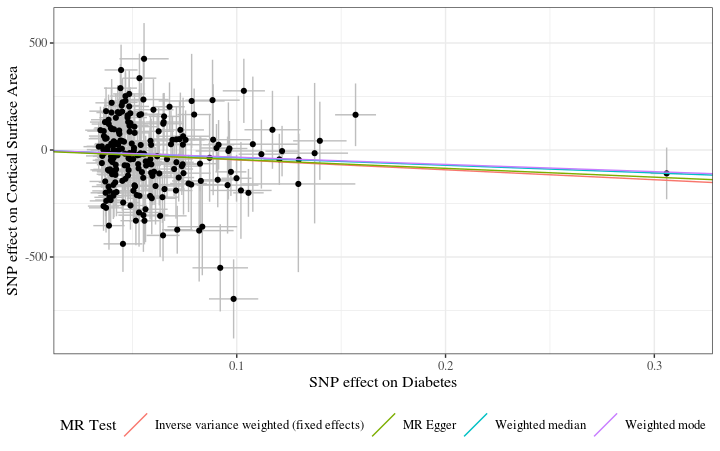 500
0
-500
SNP effect on Cortical Surface Area
0.1
0.2
0.3
SNP effect on Diabetes
MR Test
Inverse variance weighted (fixed effects)
MR Egger
Weighted median
Weighted mode